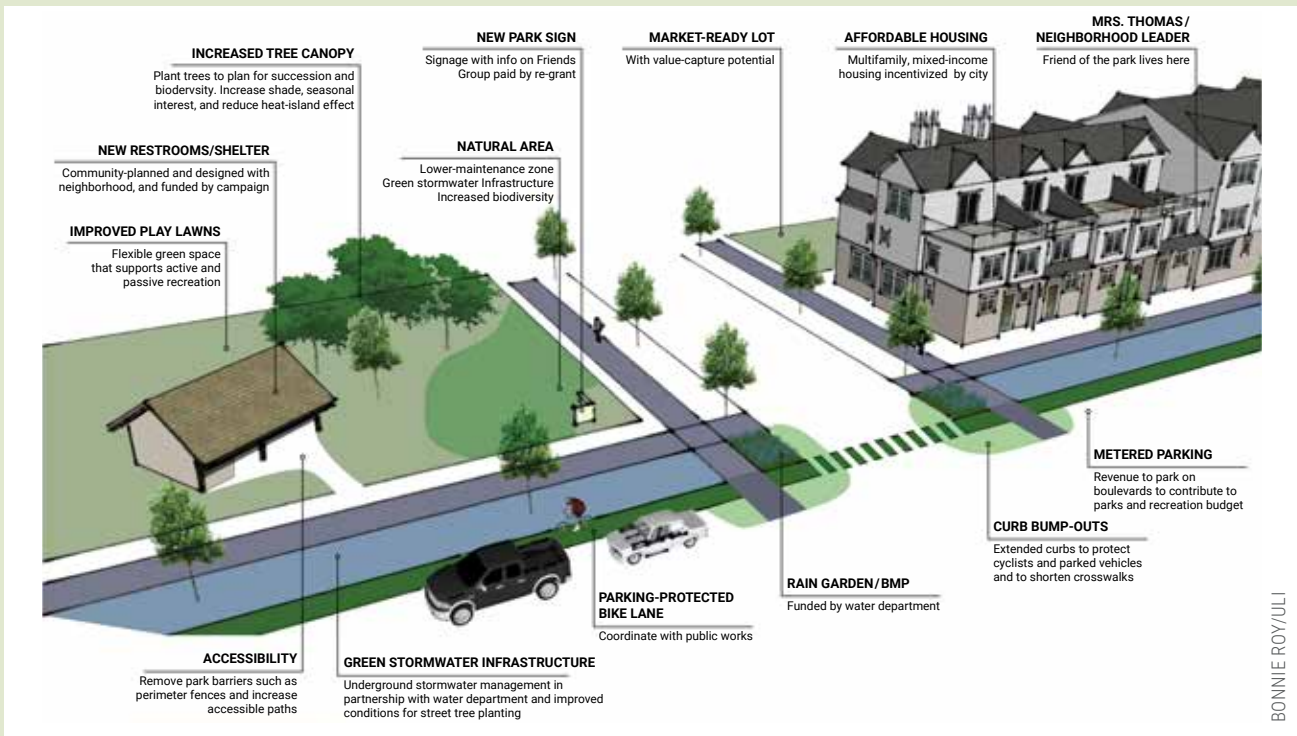 INCREASED TREE CANOPY
Plant trees to plan for succession and
biodervsity. Increase shade, seasonal
interest, and reduce heat-island effect
NEW PARK SIGN
Signage with info on Friends
Group paid by re-grant
MARKET-READY LOT
With value-capture potential
AFFORDABLE HOUSING
Multifamily, mixed-income
housing incentivized by city
MRS. THOMAS/
NEIGHBORHOOD LEADER
Friend of the park lives here
NEW RESTROOMS/SHELTER
Community-planned and designed with
neighborhood, and funded by campaign
NATURAL AREA
Lower-maintenance zone
Green stormwater Infrastructure
Increased biodiversity
IMPROVED PLAY LAWNS
Flexible green space
that supports active and
passive recreation
METERED PARKING
Revenue to park on
boulevards to contribute to
parks and recreation budget
CURB BUMP-OUTS
Extended curbs to protect
cyclists and parked vehicles
and to shorten crosswalks
RAIN GARDEN/BMP
Funded by water department
PARKING-PROTECTED
BIKE LANE
Coordinate with public works
ACCESSIBILITY
Remove park barriers such as
perimeter fences and increase
accessible paths
GREEN STORMWATER INFRASTRUCTURE
Underground stormwater management in
partnership with water department and improved
conditions for street tree planting
BONNIE ROY/ULI